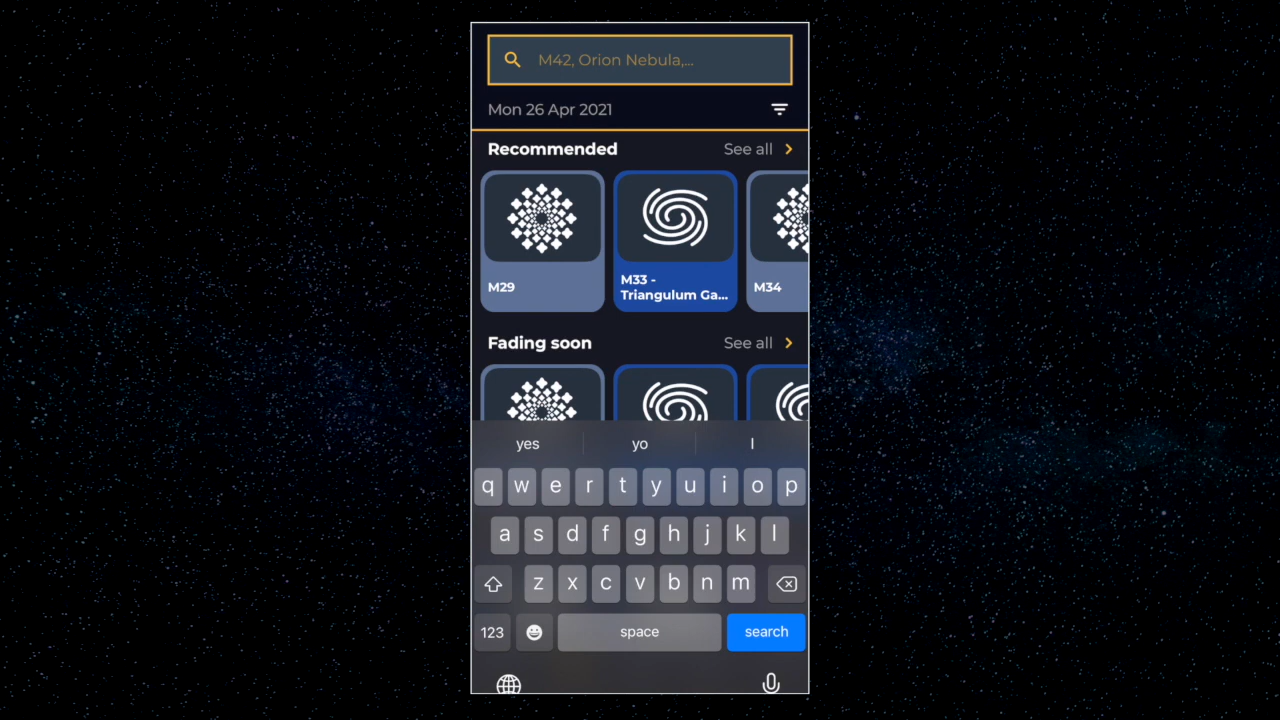 M42, Orion Nebula,...
Mon 26 Apr 2021
Recommended
See all
M29
M33 -
Triangulum Ga...
M34
Fading soon
See all
yes yo I
q w e r t y u i o p
a s d f g h j k l
z x c v b n m
123 space search